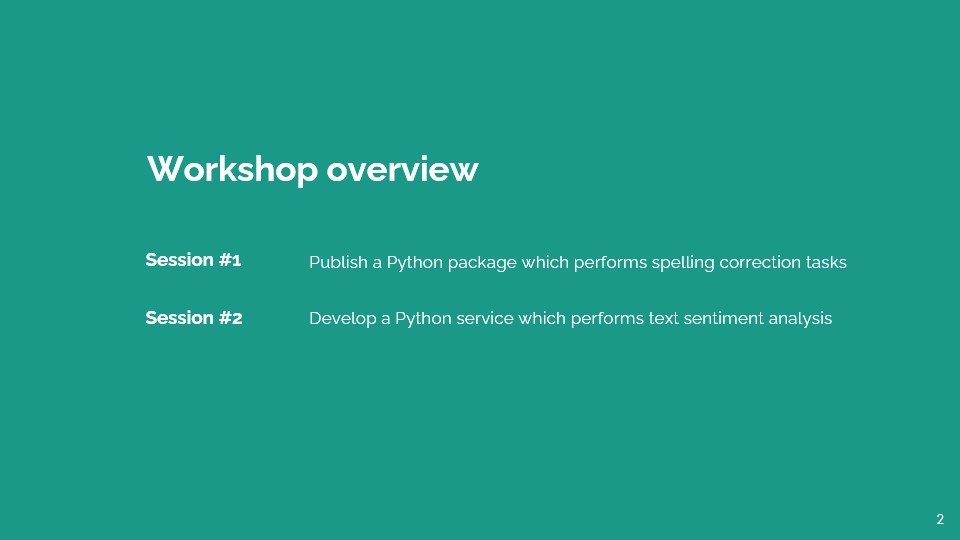 Workshop overview
Session #1 Publish a Python package which performs spelling correction tasks
Session #2 Develop a Python service which performs text sentiment analysis
2